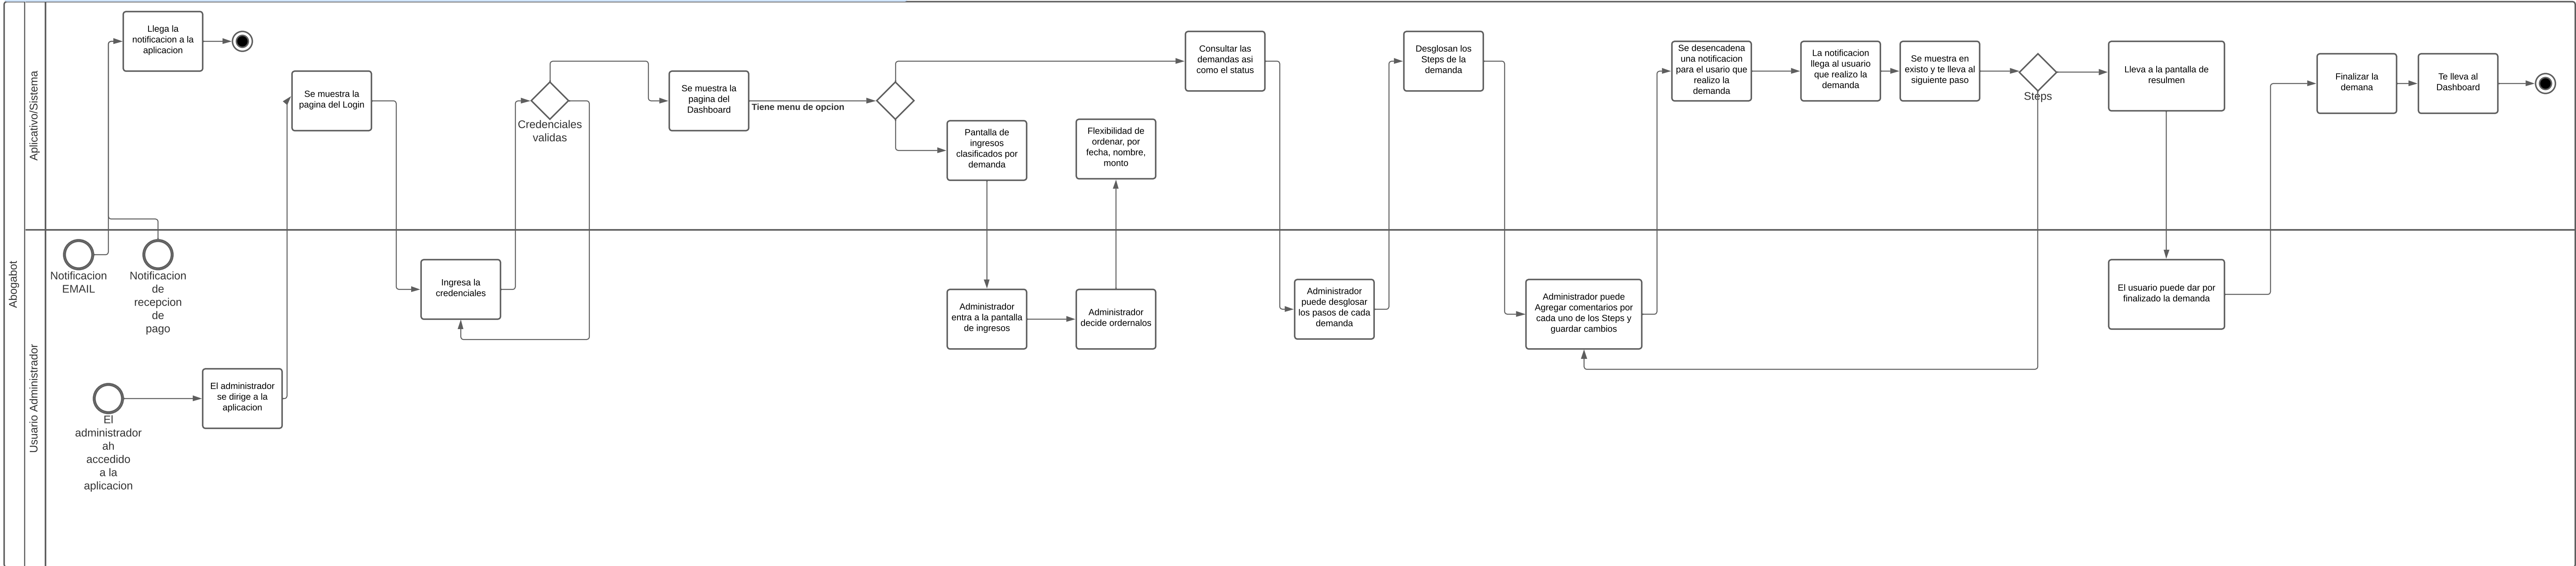 Abogabot
Aplicativo/Sistema
Usuario Administrador
Llega la
notificacion a la
aplicacion
Se muestra la
pagina del Login
Credenciales
validas
Se muestra la
pagina del
Dashboard
Tiene menu de opcion
Pantalla de
ingresos
clasificados por
demanda
Flexibilidad de
ordenar, por
fecha, nombre,
monto
Consultar las
demandas asi
como el status
Desglosan los
Steps de la
demanda
Se desencadena
una notificacion
para el usario que
realizo la
demanda
La notificacion
llega al usuario
que realizo la
demanda
Se muestra en
existo y te lleva al
siguiente paso
Steps
Lleva a la pantalla de
resulmen
Finalizar la
demana
Te lleva al
Dashboard
Notificacion
EMAIL
Notificacion
de
recepcion
de
pago
Ingresa la
credenciales
Administrador
entra a la pantalla
de ingresos
Administrador
decide ordernalos
Administrador
puede desglosar
los pasos de cada
demanda
Administrador puede
Agregar comentarios por
cada uno de los Steps y
guardar cambios
El usuario puede dar por
finalizado la demanda
El
administrador
ah
accedido
a la
aplicacion
El administrador
se dirige a la
aplicacion